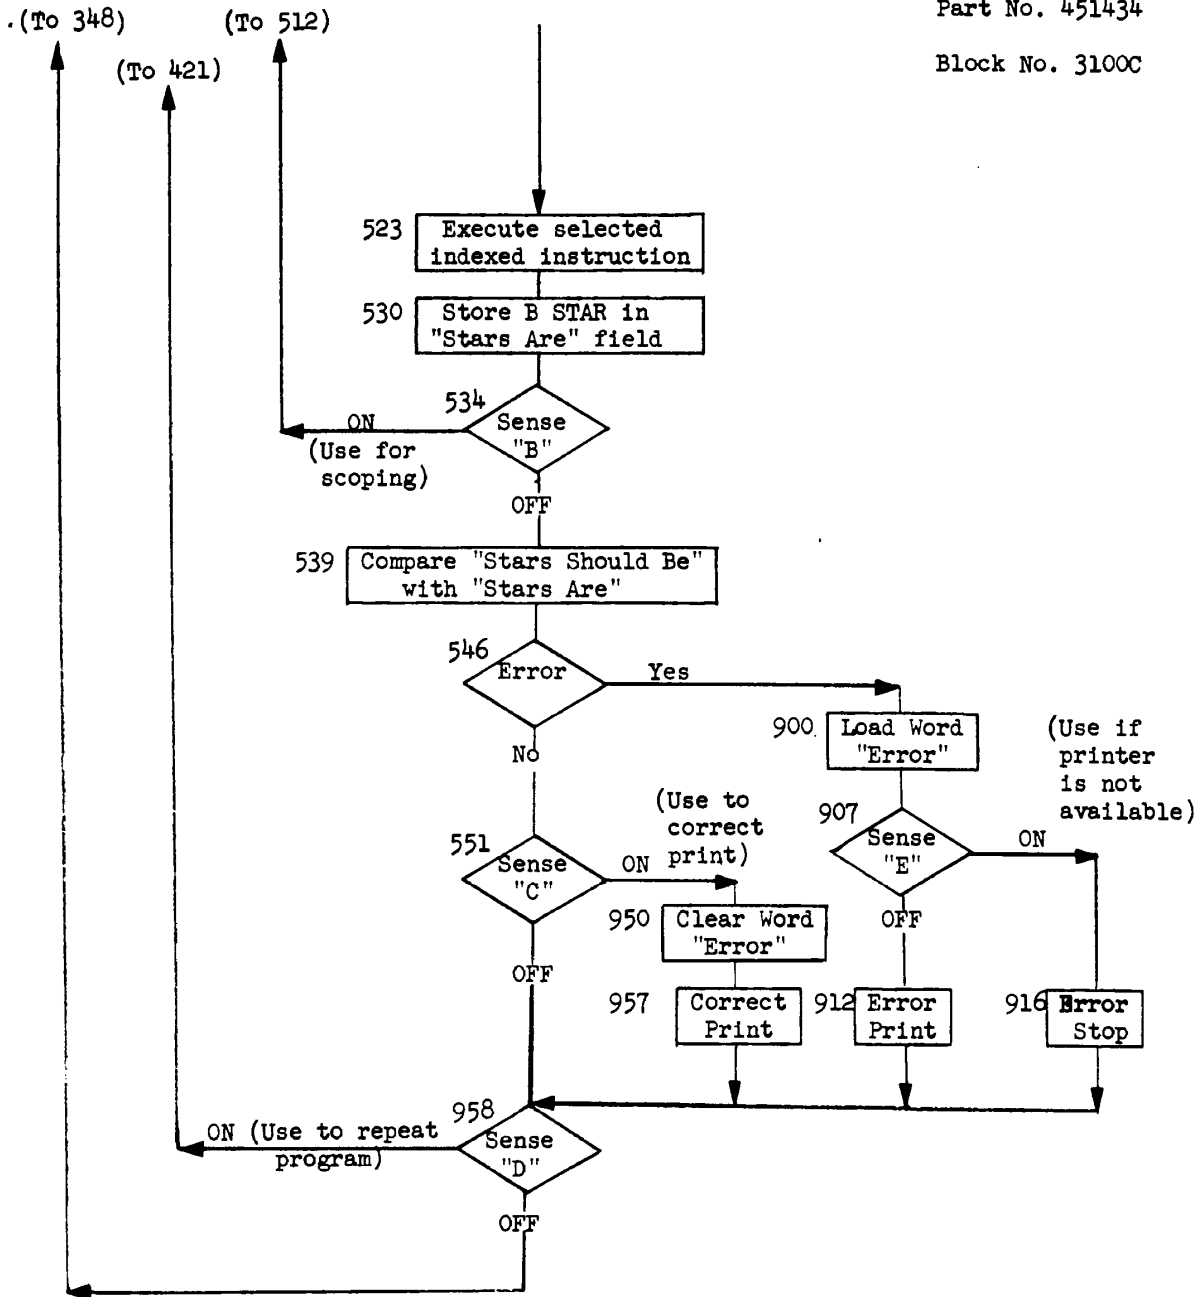 .(To 348)
(To 512)
Part No. 451434
(To 421)
Block No. 3100C
523
Execute selected
indexed instruction
530
Store B STAR in
"Stars Are" field
534
Sense
"B"
ON
(Use for
scoping)
OFF
539
Compare "Stars Should Be"
with "Stars Are"
546
Error
Yes
No
900
Load Word
"Error"
(Use if
printer
is not
available)
907
Sense
"E"
ON
OFF
551
Sense
"C"
ON
(Use to
correct
print)
OFF
950
Clear Word
"Error"
957
Correct
Print
912
Error
Print
916
Error
Stop
958
Sense
"D"
ON (Use to repeat
program)
OFF